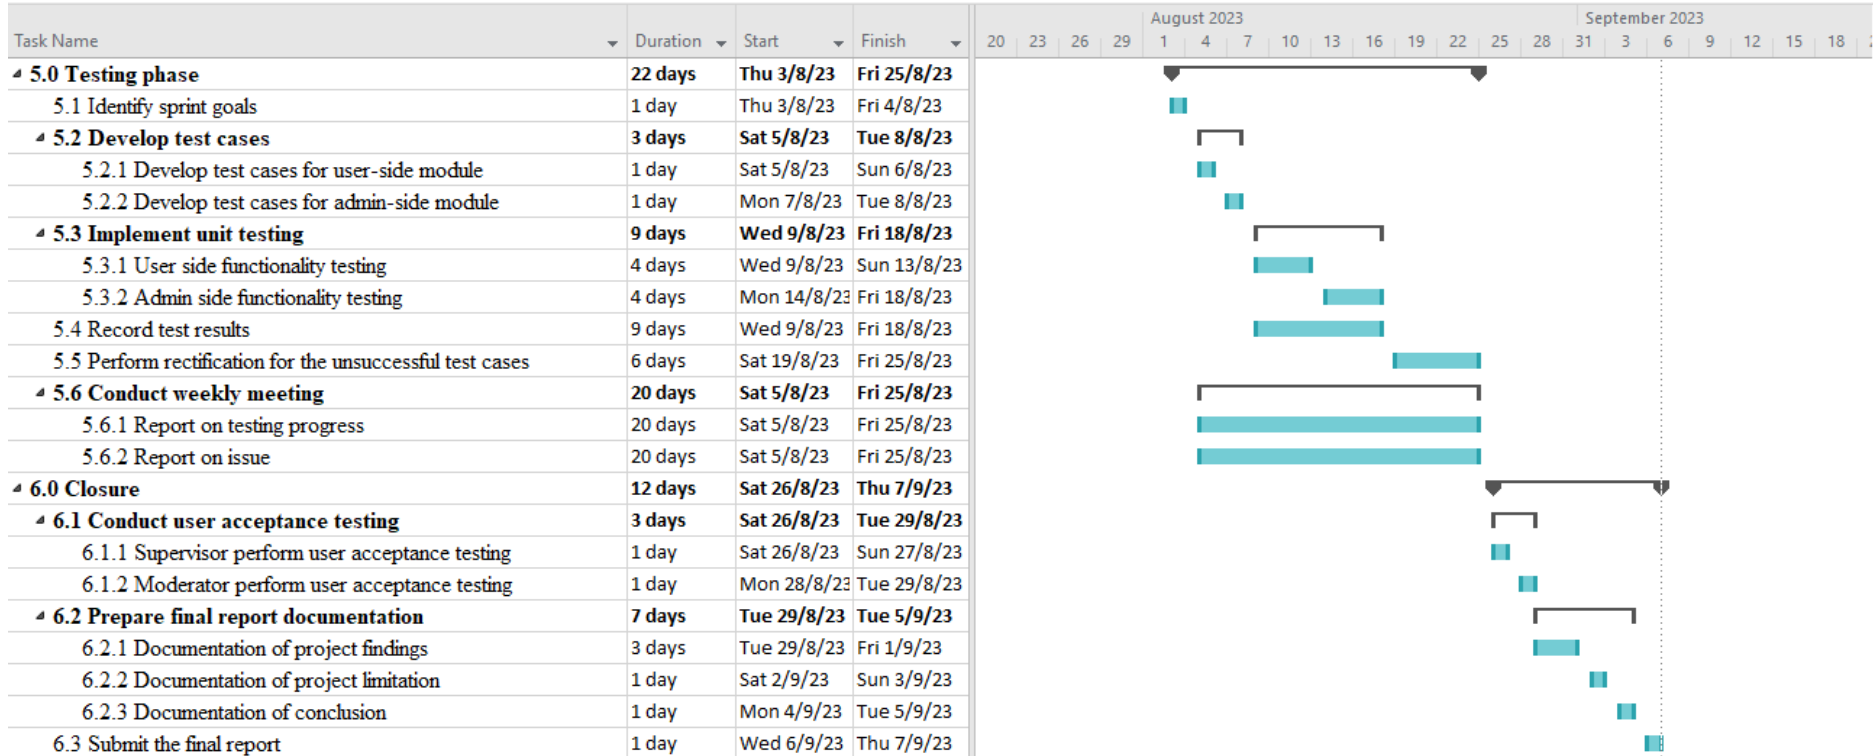 August 2023 September 2023
Task Name Duration Start Finish 20 23 26 29 1 4 7 10 13 16 19 22 25 28 31 3 6 9 12 15 18
5.0 Testing phase 22 days Thu 3/8/23 Fri 25/8/23
5.1 Identify sprint goals 1 day Thu 3/8/23 Fri 4/8/23
5.2 Develop test cases 3 days Sat 5/8/23 Tue 8/8/23
5.2.1 Develop test cases for user-side module 1 day Sat 5/8/23 Sun 6/8/23
5.2.2 Develop test cases for admin-side module 1 day Mon 7/8/23 Tue 8/8/23
5.3 Implement unit testing 9 days Wed 9/8/23 Fri 18/8/23
5.3.1 User side functionality testing 4 days Wed 9/8/23 Sun 13/8/23
5.3.2 Admin side functionality testing 4 days Mon 14/8/23 Fri 18/8/23
5.4 Record test results 9 days Wed 9/8/23 Fri 18/8/23
5.5 Perform rectification for the unsuccessful test cases 6 days Sat 19/8/23 Fri 25/8/23
5.6 Conduct weekly meeting 20 days Sat 5/8/23 Fri 25/8/23
5.6.1 Report on testing progress 20 days Sat 5/8/23 Fri 25/8/23
5.6.2 Report on issue 20 days Sat 5/8/23 Fri 25/8/23
6.0 Closure 12 days Sat 26/8/23 Thu 7/9/23
6.1 Conduct user acceptance testing 3 days Sat 26/8/23 Tue 29/8/23
6.1.1 Supervisor perform user acceptance testing 1 day Sat 26/8/23 Sun 27/8/23
6.1.2 Moderator perform user acceptance testing 1 day Mon 28/8/23 Tue 29/8/23
6.2 Prepare final report documentation 7 days Tue 29/8/23 Tue 5/9/23
6.2.1 Documentation of project findings 3 days Tue 29/8/23 Fri 1/9/23
6.2.2 Documentation of project limitation 1 day Sat 2/9/23 Sun 3/9/23
6.2.3 Documentation of conclusion 1 day Mon 4/9/23 Tue 5/9/23
6.3 Submit the final report 1 day Wed 6/9/23 Thu 7/9/23